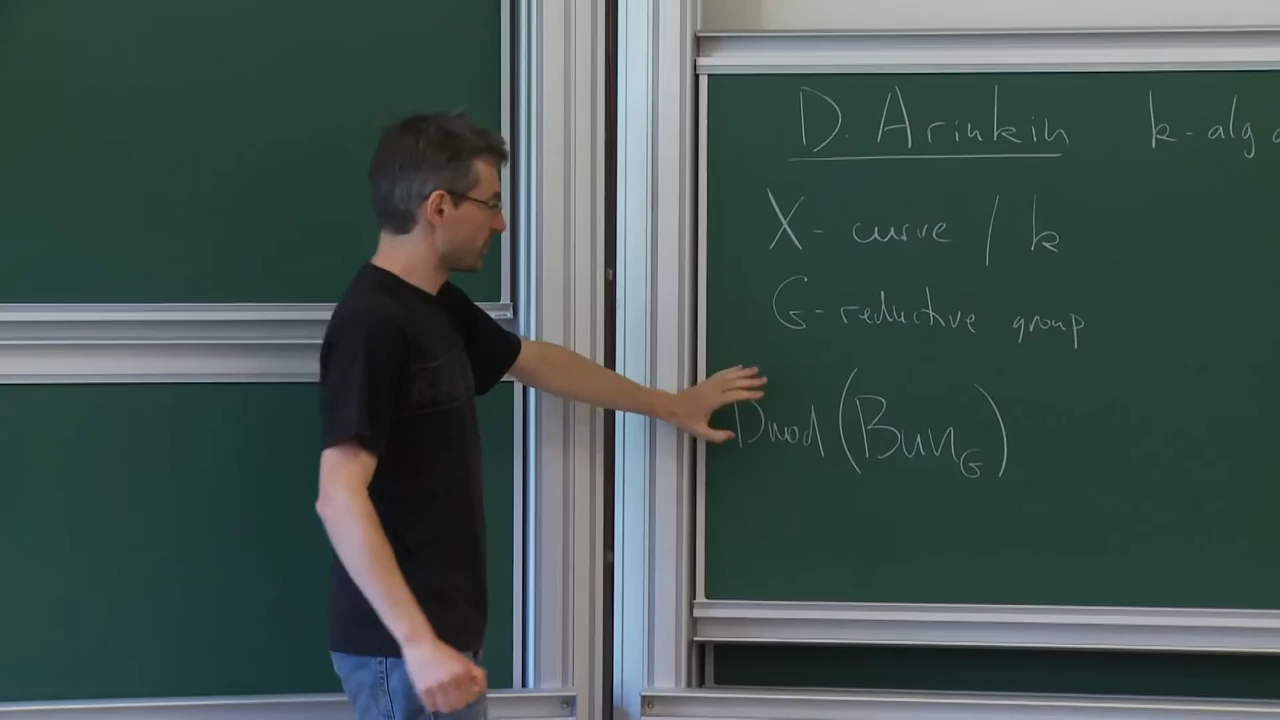 D. Arinkin k-alg
X - curve / k
G - reductive group
Dmod (Bun_G)